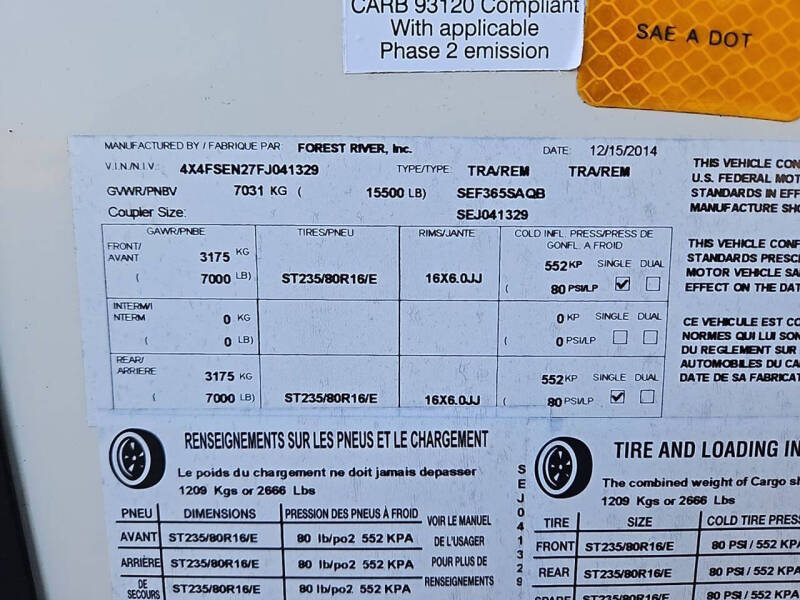 CARB 93120 Compliant
With applicable
Phase 2 emission
SAE A DOT
MANUFACTURED BY / FABRIQUE PAR: FOREST RIVER, Inc. DATE: 12/15/2014
V.I.N./N.I.V.: 4X4FSEN27FJ041329 TYPE/TYPE: TRA/REM TRA/REM
GVWR/PNBV 7031 KG ( 15500 LB) SEF365SAQB
Coupler Size: SEJ041329
GAWR/PNBE TIRES/PNEU RIMS/JANTE COLD INFL. PRESS/PRESS DE GONFL. A FROID
FRONT/AVANT 3175 KG 552 KP SINGLE DUAL
( 7000 LB) ST235/80R16/E 16X6.0JJ ( 80 PSI/LP
INTERM/INTERM 0 KG 0 KP SINGLE DUAL
( 0 LB) ( 0 PSI/LP
REAR/ARRIERE 3175 KG 552 KP SINGLE DUAL
( 7000 LB) ST235/80R16/E 16X6.0JJ ( 80 PSI/LP
THIS VEHICLE CON
U.S. FEDERAL MOT
STANDARDS IN EFF
MANUFACTURE SHO
THIS VEHICLE CONF
STANDARDS PRESC
MOTOR VEHICLE SA
EFFECT ON THE DAT
CE VEHICULE EST CO
NORMES QUI LUI SON
DU REGLEMENT SUR
AUTOMOBILES DU CA
DATE DE SA FABRICAT
RENSEIGNEMENTS SUR LES PNEUS ET LE CHARGEMENT
Le poids du chargement ne doit jamais depasser
1209 Kgs or 2666 Lbs
PNEU DIMENSIONS PRESSION DES PNEUS À FROID
AVANT ST235/80R16/E 80 lb/po2 552 KPA
ARRIÈRE ST235/80R16/E 80 lb/po2 552 KPA
DE SECOURS ST235/80R16/E 80 lb/po2 552 KPA
VOIR LE MANUEL
DE L'USAGER
POUR PLUS DE
RENSEIGNEMENTS
SEJ041329
TIRE AND LOADING IN
The combined weight of Cargo sh
1209 Kgs or 2666 Lbs
TIRE SIZE COLD TIRE PRESS
FRONT ST235/80R16/E 80 PSI / 552 KPA
REAR ST235/80R16/E 80 PSI / 552 KPA
SPARE ST235/80R16/E 80 PSI / 552 KPA